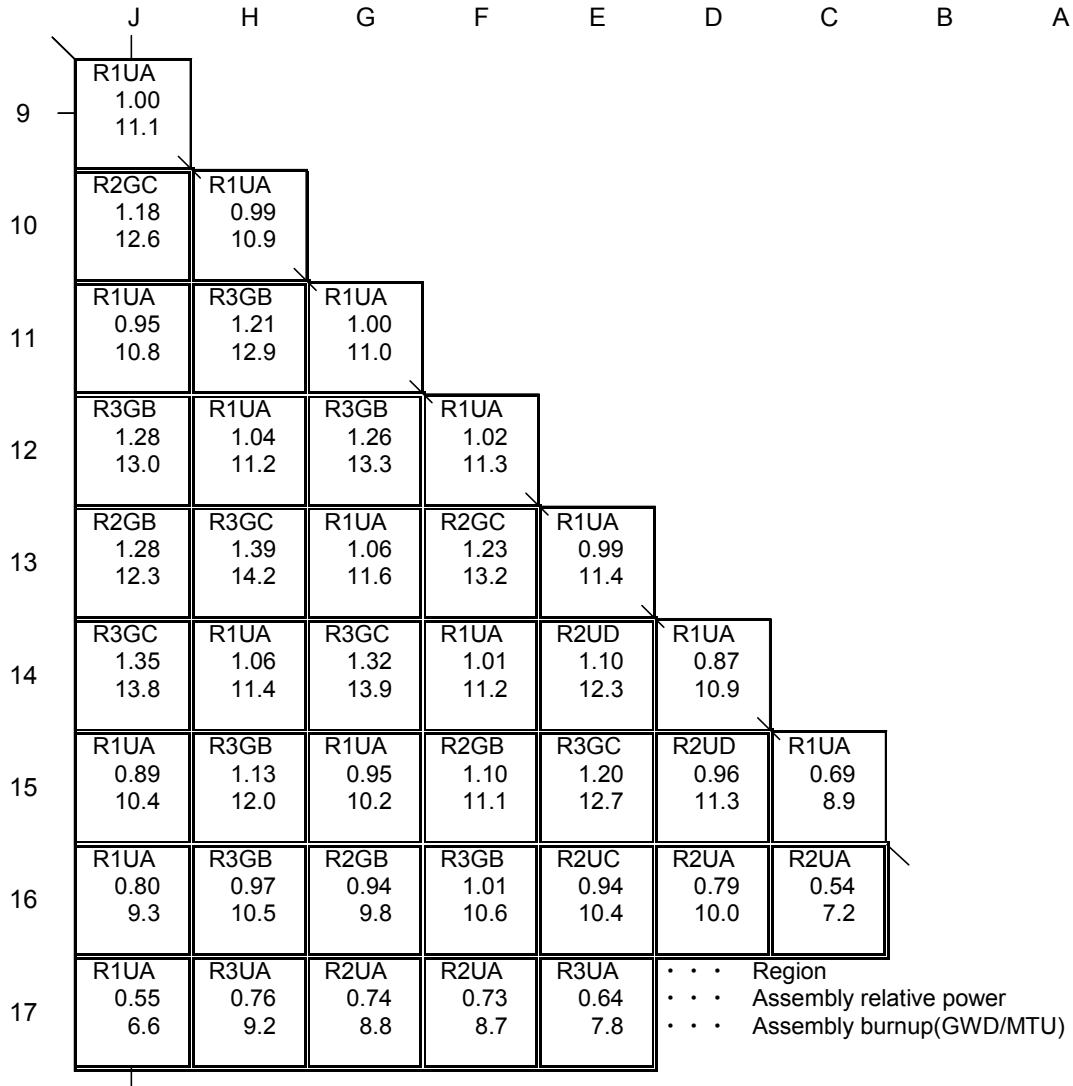 J H G F E D C B A
R1UA
1.00
9
11.1
R2GC R1UA
1.18 0.99
10
12.6 10.9
R1UA R3GB R1UA
0.95 1.21 1.00
11
10.8 12.9 11.0
R3GB R1UA R3GB R1UA
1.28 1.04 1.26 1.02
12
13.0 11.2 13.3 11.3
R2GB R3GC R1UA R2GC R1UA
1.28 1.39 1.06 1.23 0.99
13
12.3 14.2 11.6 13.2 11.4
R3GC R1UA R3GC R1UA R2UD R1UA
1.35 1.06 1.32 1.01 1.10 0.87
14
13.8 11.4 13.9 11.2 12.3 10.9
R1UA R3GB R1UA R2GB R3GC R2UD R1UA
0.89 1.13 0.95 1.10 1.20 0.96 0.69
15
10.4 12.0 10.2 11.1 12.7 11.3 8.9
R1UA R3GB R2GB R3GB R2UC R2UA R2UA
0.80 0.97 0.94 1.01 0.94 0.79 0.54
16
9.3 10.5 9.8 10.6 10.4 10.0 7.2
R1UA R3UA R2UA R2UA R3UA ・・・ Region
0.55 0.76 0.74 0.73 0.64 ・・・ Assembly relative power
17
6.6 9.2 8.8 8.7 7.8 ・・・ Assembly burnup(GWD/MTU)